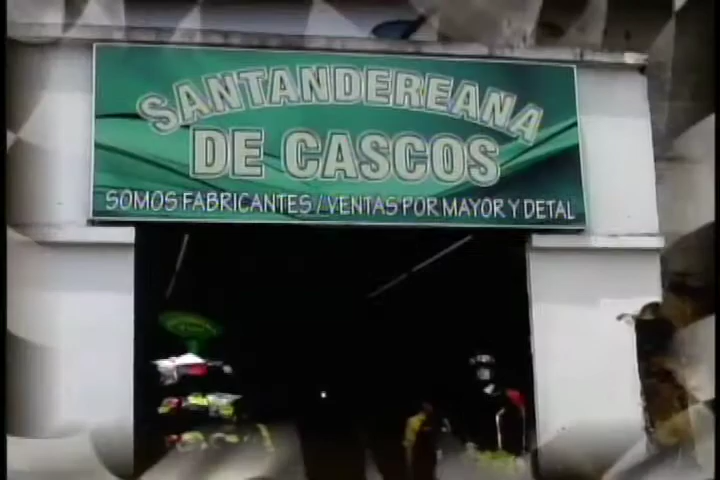 SANTANDEREANA
DE CASCOS
SOMOS FABRICANTES / VENTAS POR MAYOR Y DETAL